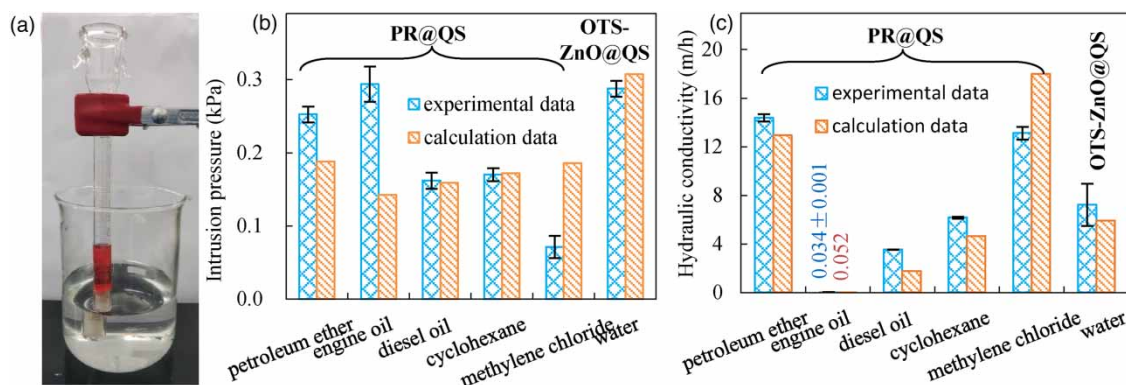 (a)
(b)
Intrusion pressure (kPa)
0.3
0.2
0.1
0.0
PR@QS
OTS-
ZnO@QS
experimental data
calculation data
petroleum ether
engine oil
diesel oil
cyclohexane
methylene chloride
water
(c)
Hydraulic conductivity (m/h)
20
16
12
8
4
0
PR@QS
experimental data
calculation data
0.034±0.001
0.052
OTS-ZnO@QS
petroleum ether
engine oil
diesel oil
cyclohexane
methylene chloride
water